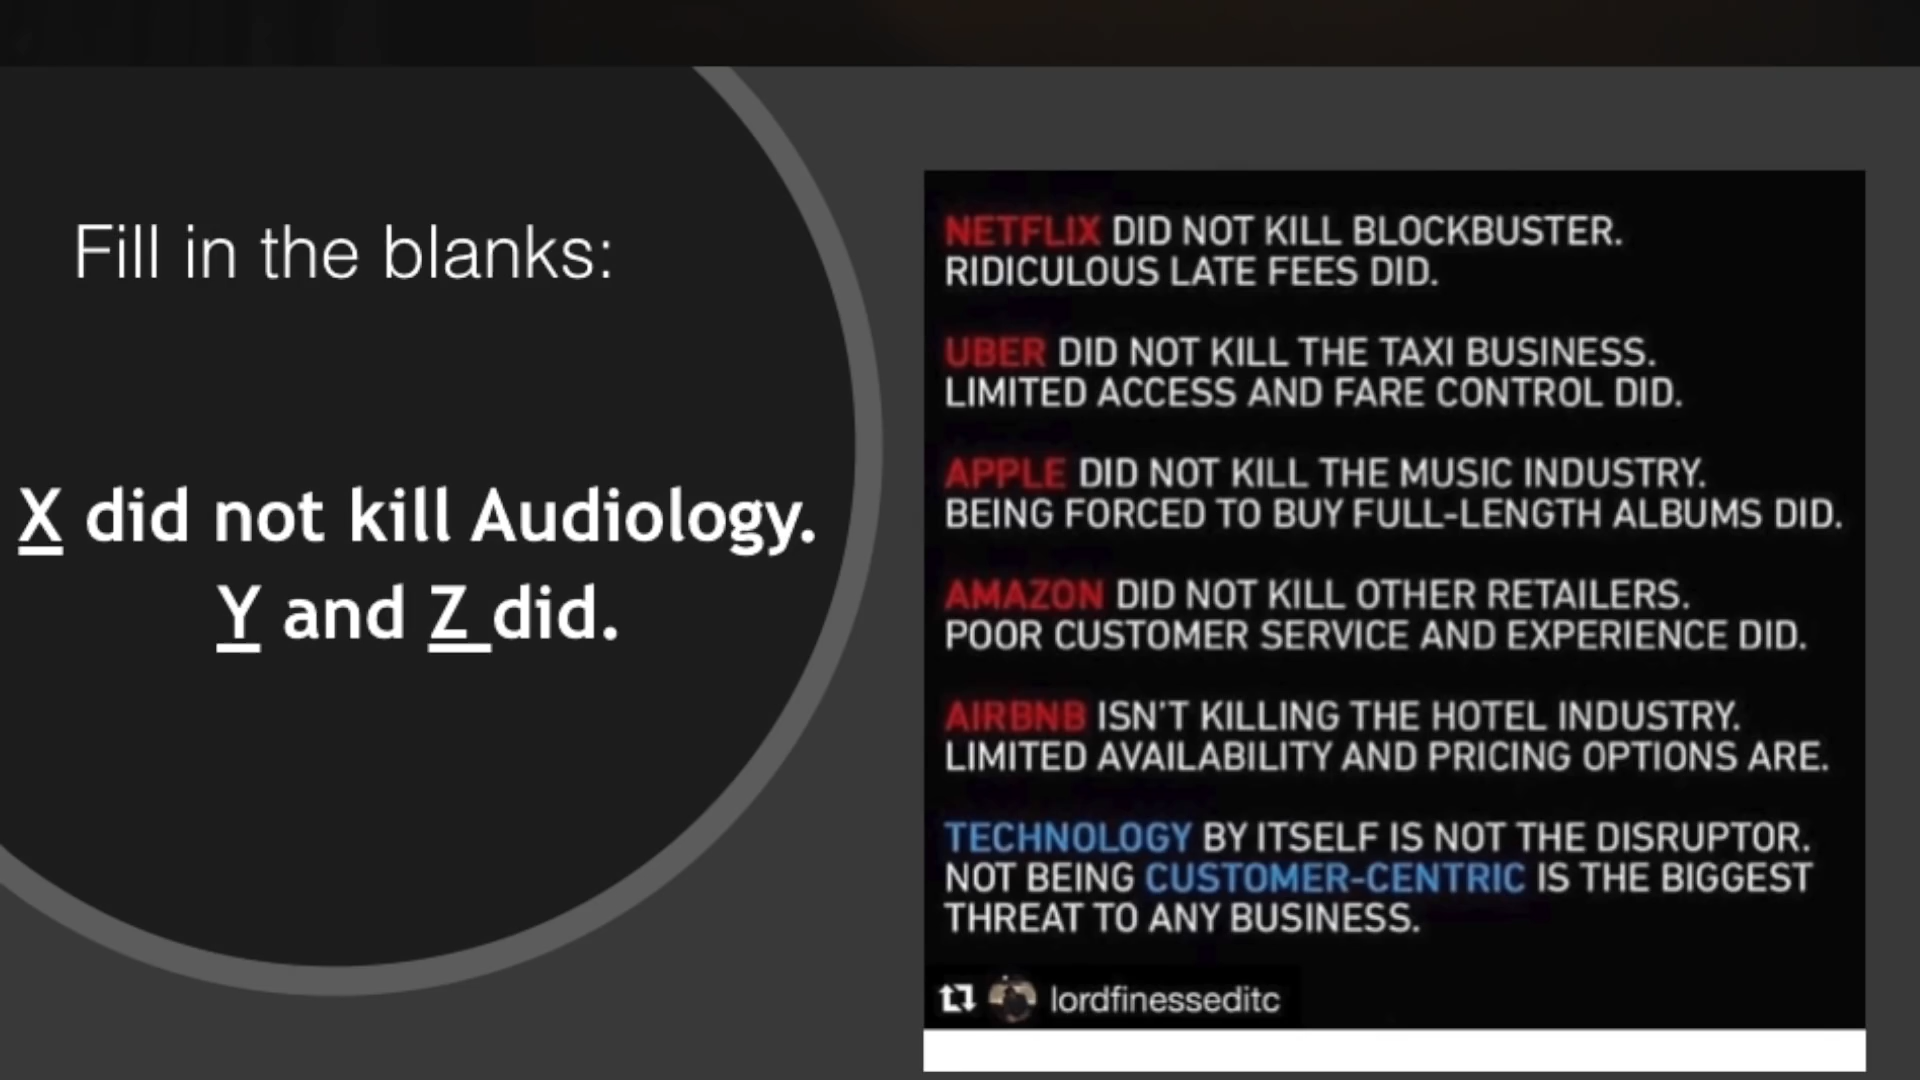 Fill in the blanks:
X did not kill Audiology.
Y and Z did.
NETFLIX DID NOT KILL BLOCKBUSTER.
RIDICULOUS LATE FEES DID.
UBER DID NOT KILL THE TAXI BUSINESS.
LIMITED ACCESS AND FARE CONTROL DID.
APPLE DID NOT KILL THE MUSIC INDUSTRY.
BEING FORCED TO BUY FULL-LENGTH ALBUMS DID.
AMAZON DID NOT KILL OTHER RETAILERS.
POOR CUSTOMER SERVICE AND EXPERIENCE DID.
AIRBNB ISN'T KILLING THE HOTEL INDUSTRY.
LIMITED AVAILABILITY AND PRICING OPTIONS ARE.
TECHNOLOGY BY ITSELF IS NOT THE DISRUPTOR.
NOT BEING CUSTOMER-CENTRIC IS THE BIGGEST
THREAT TO ANY BUSINESS.
lordfinesseditc